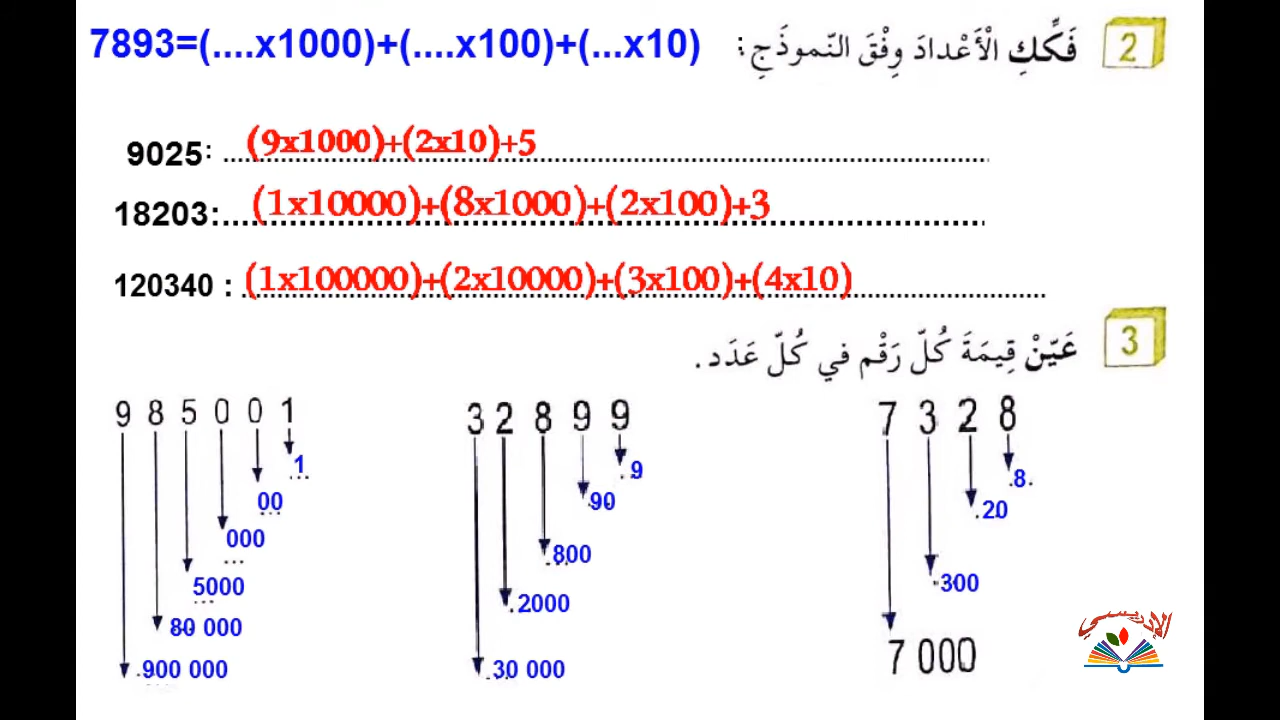 2 فَكِّكِ الْأَعْدادَ وِفْقَ النّموذَجِ :
7893=(....x1000)+(....x100)+(...x10)
9025: (9x1000)+(2x10)+5
18203: (1x10000)+(8x1000)+(2x100)+3
120340 : (1x100000)+(2x10000)+(3x100)+(4x10)
3 عَيّنْ قِيمَةَ كُلّ رَقْم في كُلّ عَدَد .
9 8 5 0 0 1
1
00
000
5000
80 000
900 000
3 2 8 9 9
9
90
800
2000
30 000
7 3 2 8
8
20
300
7 000
الإدريسي